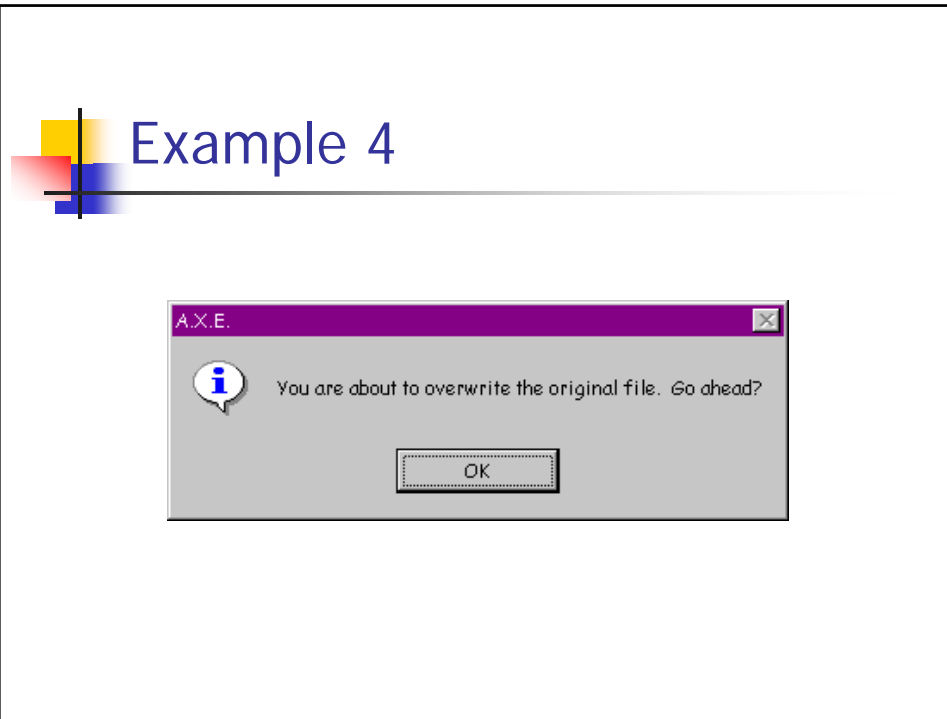 Example 4
A.X.E.
i
You are about to overwrite the original file.  Go ahead?
OK